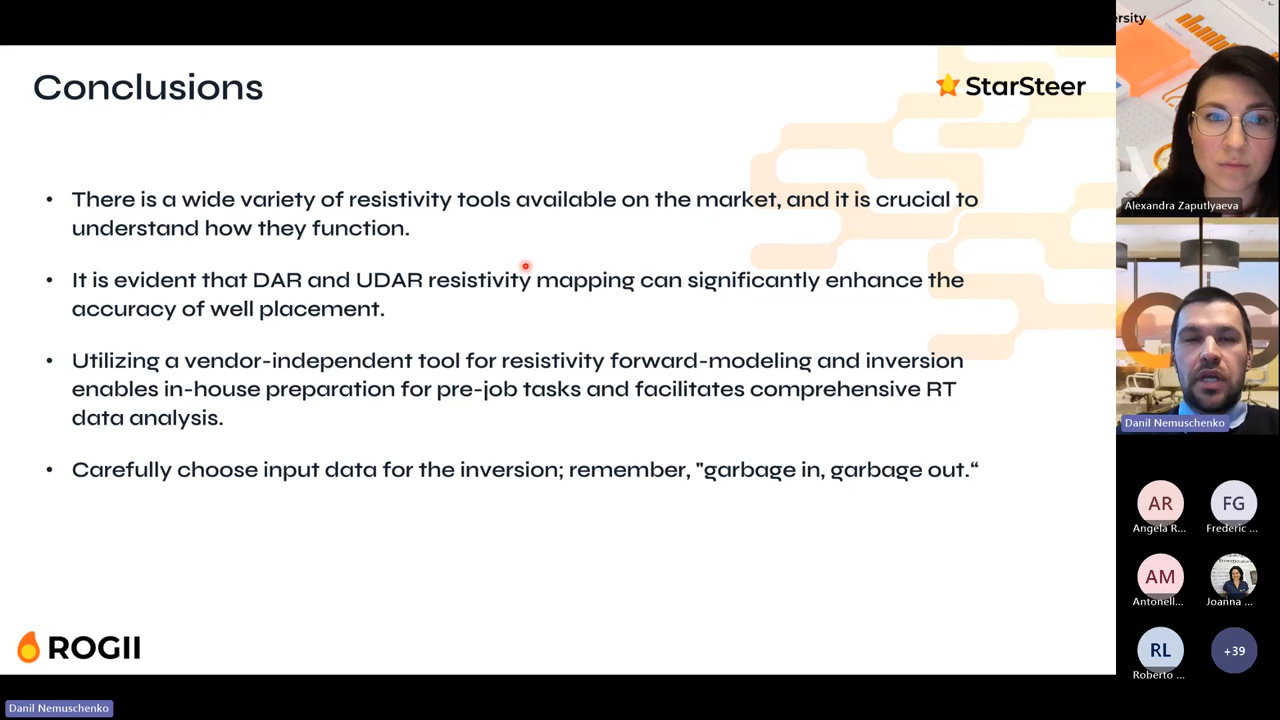 Conclusions
StarSteer
• There is a wide variety of resistivity tools available on the market, and it is crucial to
understand how they function.
• It is evident that DAR and UDAR resistivity mapping can significantly enhance the
accuracy of well placement.
• Utilizing a vendor-independent tool for resistivity forward-modeling and inversion
enables in-house preparation for pre-job tasks and facilitates comprehensive RT
data analysis.
• Carefully choose input data for the inversion; remember, "garbage in, garbage out.“
ROGII
Danil Nemuschenko
ersity
Alexandra Zaputlyaeva
Danil Nemuschenko
AR
FG
Angela R...
Frederic ...
AM
Antonell...
Joanna ...
RL
+39
Roberto ...